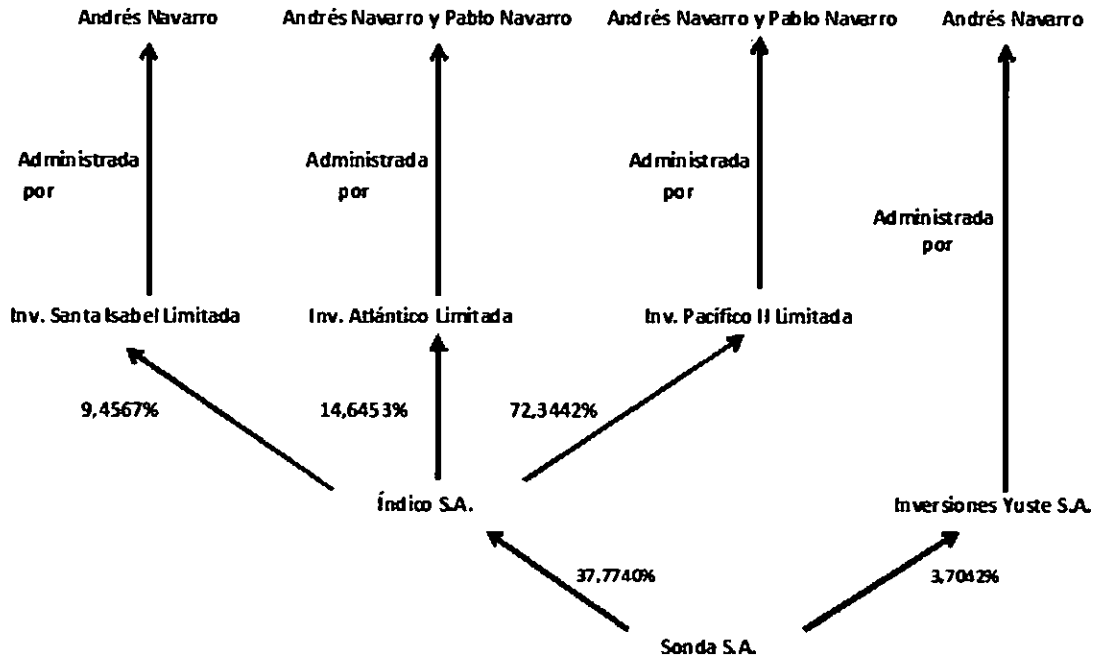 Andrés Navarro
Andrés Navarro y Pablo Navarro
Andrés Navarro y Pablo Navarro
Andrés Navarro
Administrada
por
Administrada
por
Administrada
por
Administrada
por
Inv. Santa Isabel Limitada
Inv. Atlántico Limitada
Inv. Pacífico II Limitada
9,4567%
14,6453%
72,3442%
Índico S.A.
Inversiones Yuste S.A.
37,7740%
3,7042%
Sonda S.A.